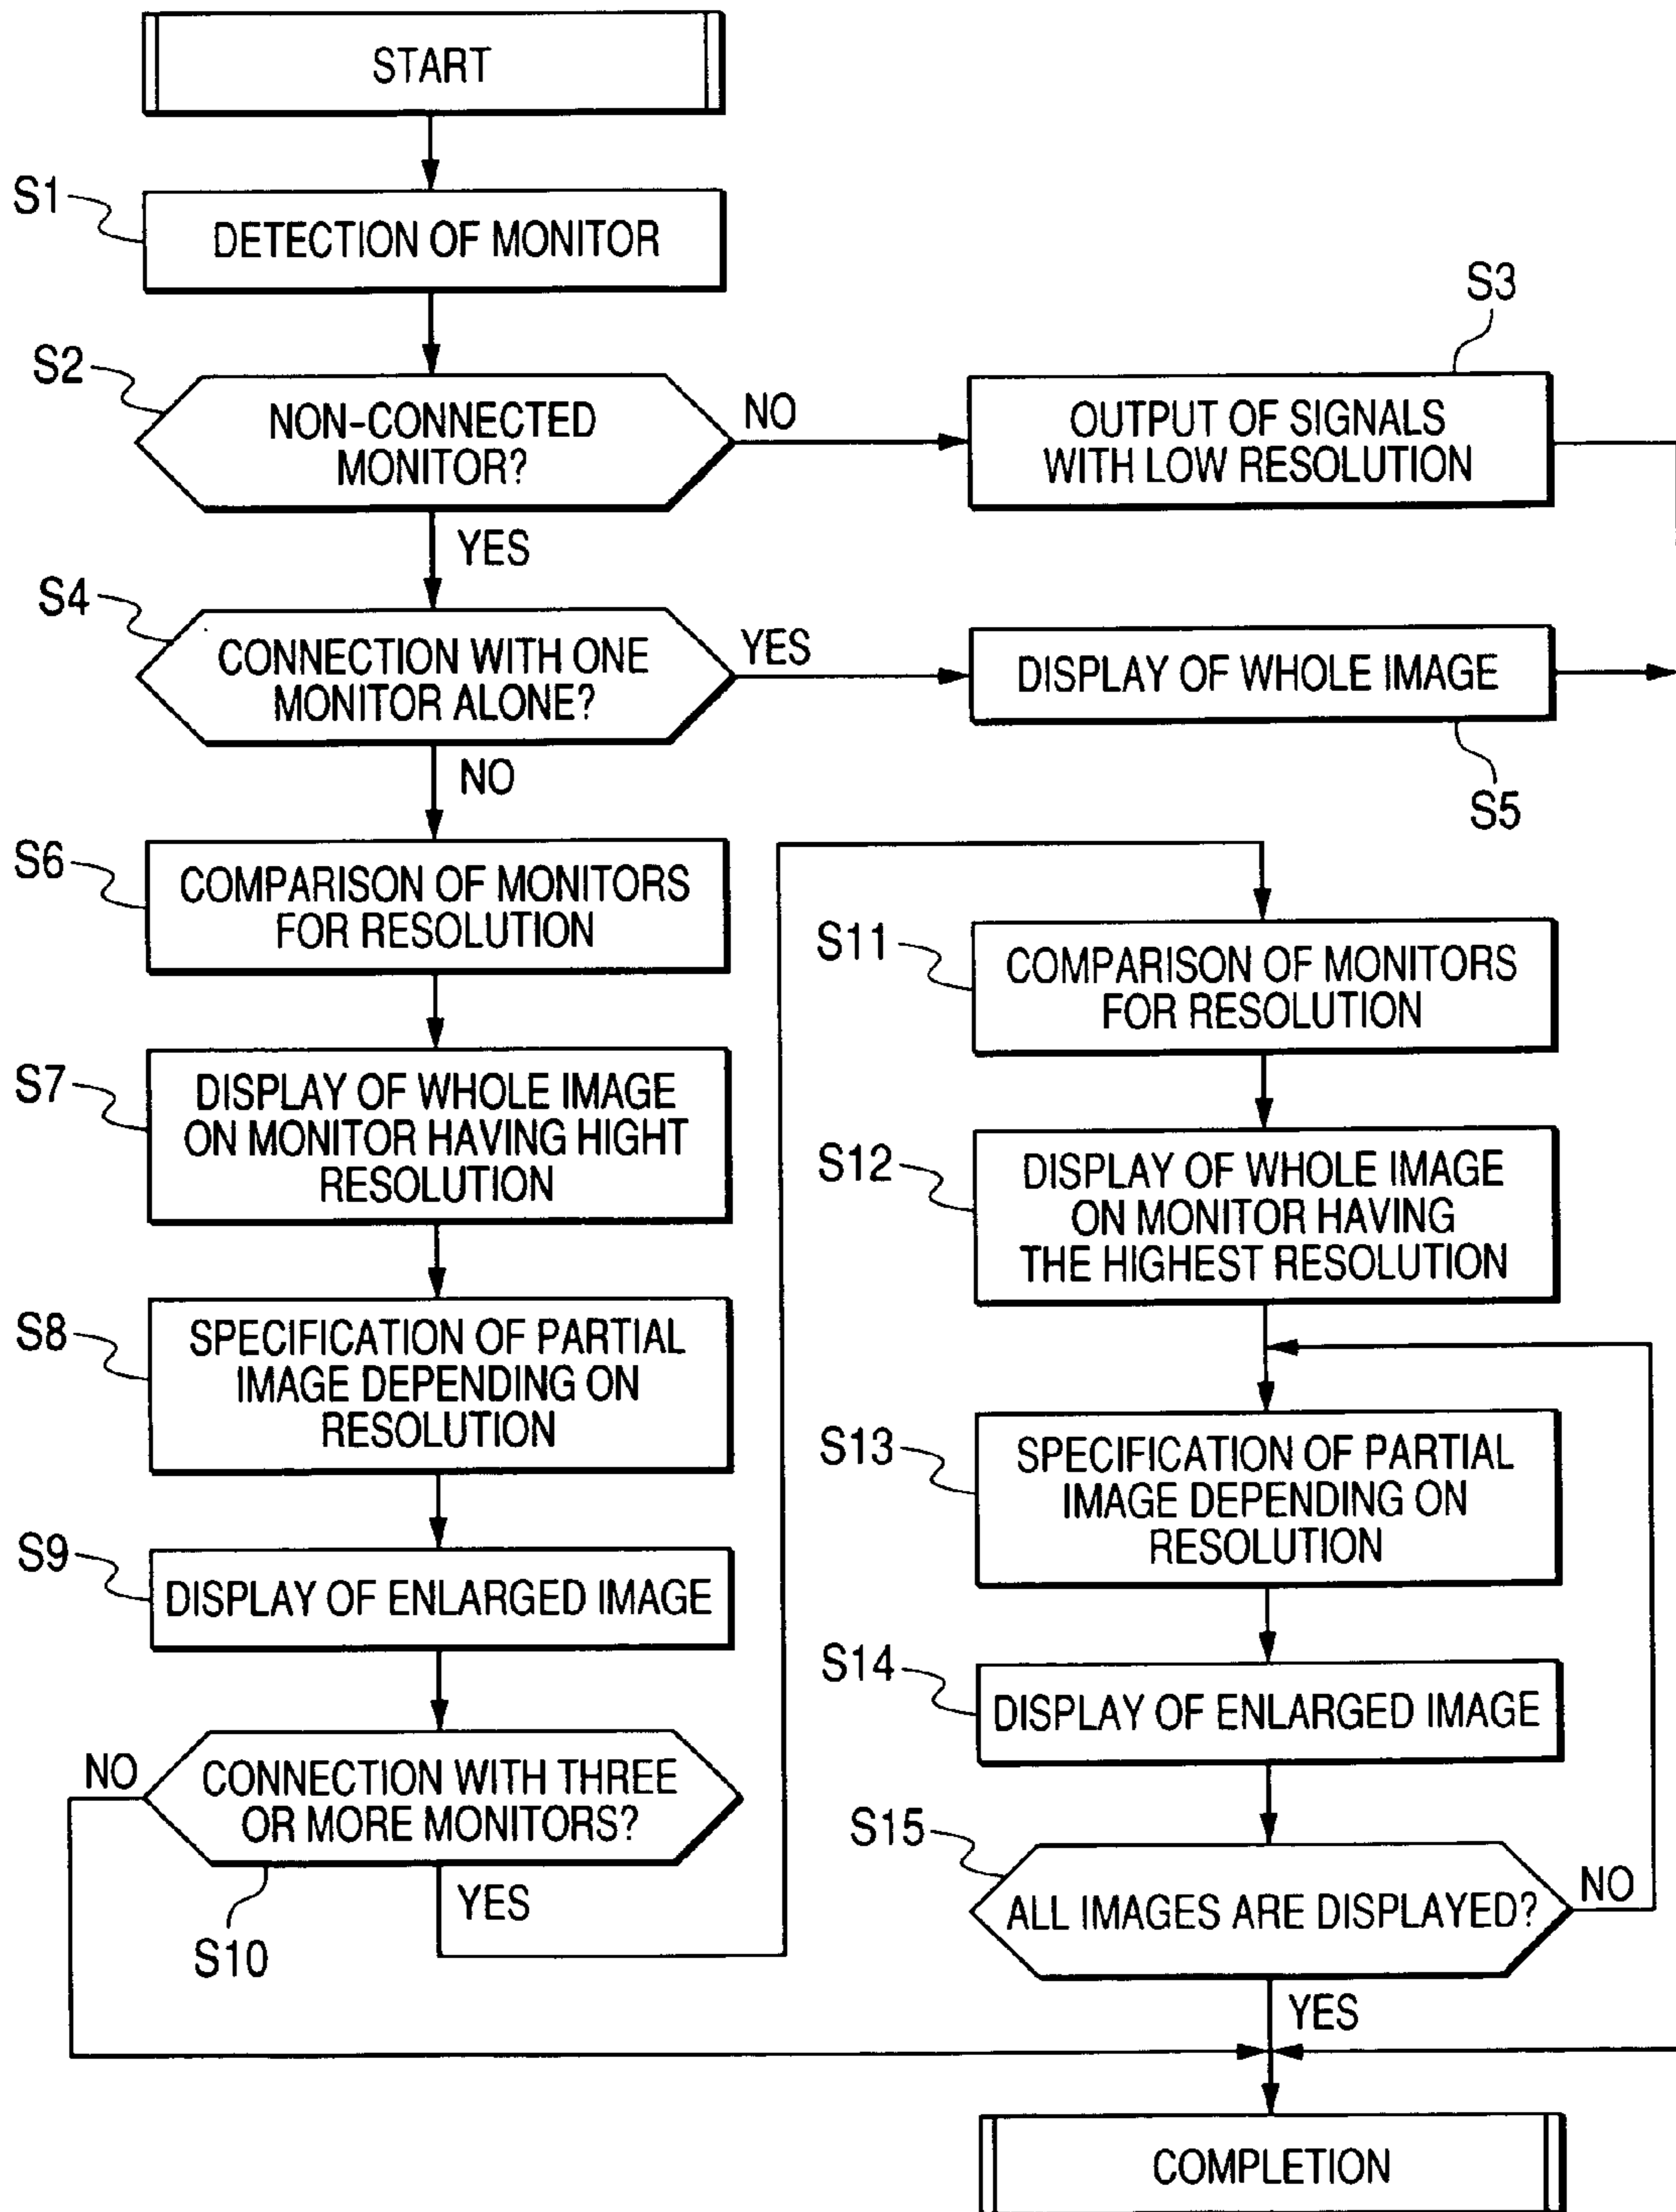 START
S1
DETECTION OF MONITOR
S2
NON-CONNECTED
MONITOR?
NO
YES
S3
OUTPUT OF SIGNALS
WITH LOW RESOLUTION
S4
CONNECTION WITH ONE
MONITOR ALONE?
YES
NO
DISPLAY OF WHOLE IMAGE
S5
S6
COMPARISON OF MONITORS
FOR RESOLUTION
S7
DISPLAY OF WHOLE IMAGE
ON MONITOR HAVING HIGHT
RESOLUTION
S8
SPECIFICATION OF PARTIAL
IMAGE DEPENDING ON
RESOLUTION
S9
DISPLAY OF ENLARGED IMAGE
NO
CONNECTION WITH THREE
OR MORE MONITORS?
YES
S10
S11
COMPARISON OF MONITORS
FOR RESOLUTION
S12
DISPLAY OF WHOLE IMAGE
ON MONITOR HAVING
THE HIGHEST RESOLUTION
S13
SPECIFICATION OF PARTIAL
IMAGE DEPENDING ON
RESOLUTION
S14
DISPLAY OF ENLARGED IMAGE
S15
ALL IMAGES ARE DISPLAYED?
NO
YES
COMPLETION